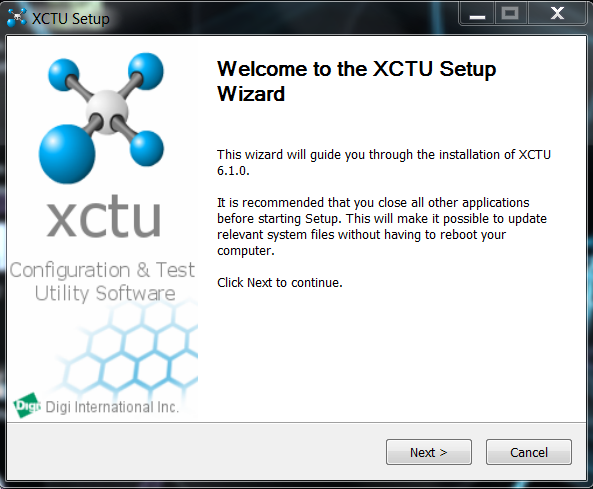 XCTU Setup
Welcome to the XCTU Setup
Wizard
This wizard will guide you through the installation of XCTU
6.1.0.
It is recommended that you close all other applications
before starting Setup. This will make it possible to update
relevant system files without having to reboot your
computer.
Click Next to continue.
xctu
Configuration & Test
Utility Software
Digi Digi International Inc.
Next >
Cancel